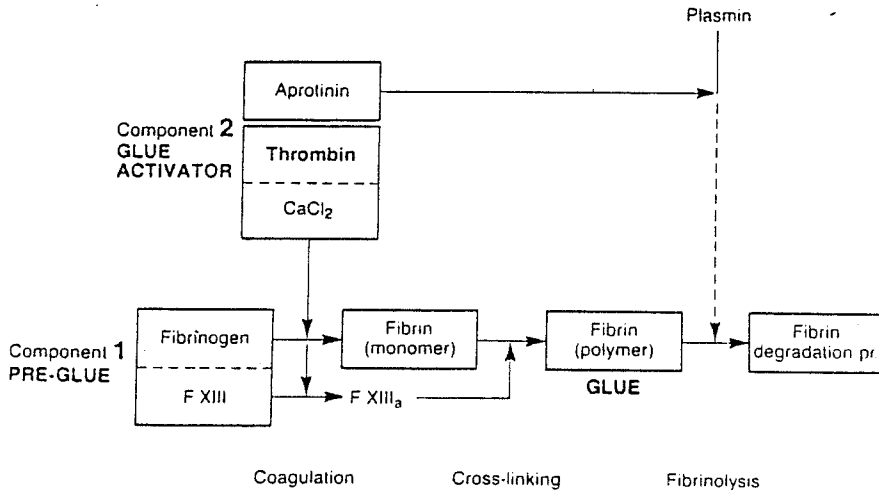 Plasmin
Aprotinin
Component 2
GLUE
ACTIVATOR
Thrombin
CaCl₂
Component 1
PRE-GLUE
Fibrinogen
F XIII
Fibrin
(monomer)
F XIIIₐ
Fibrin
(polymer)
GLUE
Fibrin
degradation pr.
Coagulation
Cross-linking
Fibrinolysis